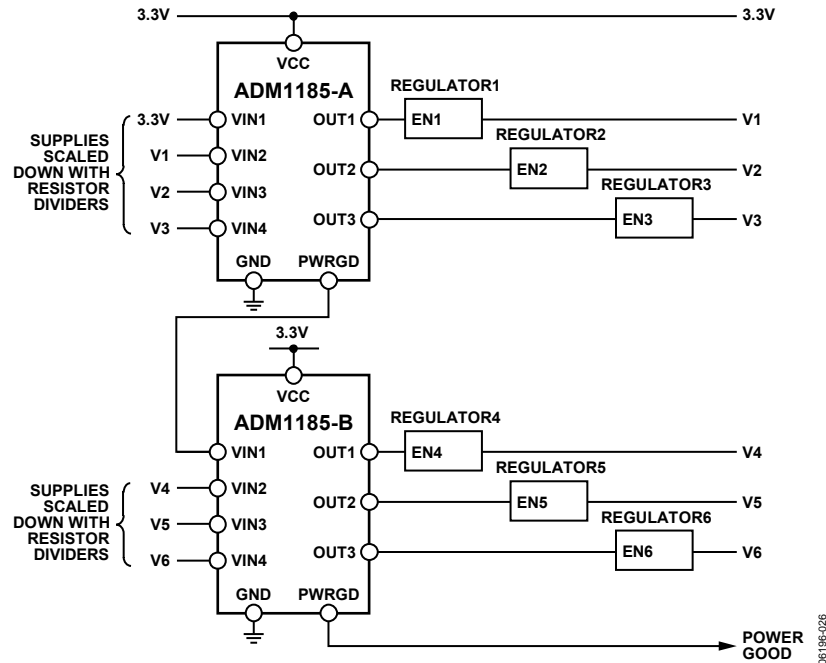 3.3V 3.3V
VCC
ADM1185-A
REGULATOR1
3.3V VIN1 OUT1 EN1 V1
SUPPLIES
SCALED
DOWN WITH
RESISTOR
DIVIDERS
REGULATOR2
V1 VIN2 OUT2 EN2 V2
REGULATOR3
V2 VIN3
V3 VIN4 OUT3 EN3 V3
GND PWRGD
3.3V
VCC
ADM1185-B
REGULATOR4
VIN1 OUT1 EN4 V4
SUPPLIES
SCALED
DOWN WITH
RESISTOR
DIVIDERS
REGULATOR5
V4 VIN2 OUT2 EN5 V5
REGULATOR6
V5 VIN3
V6 VIN4 OUT3 EN6 V6
GND PWRGD
POWER
GOOD
06196-026